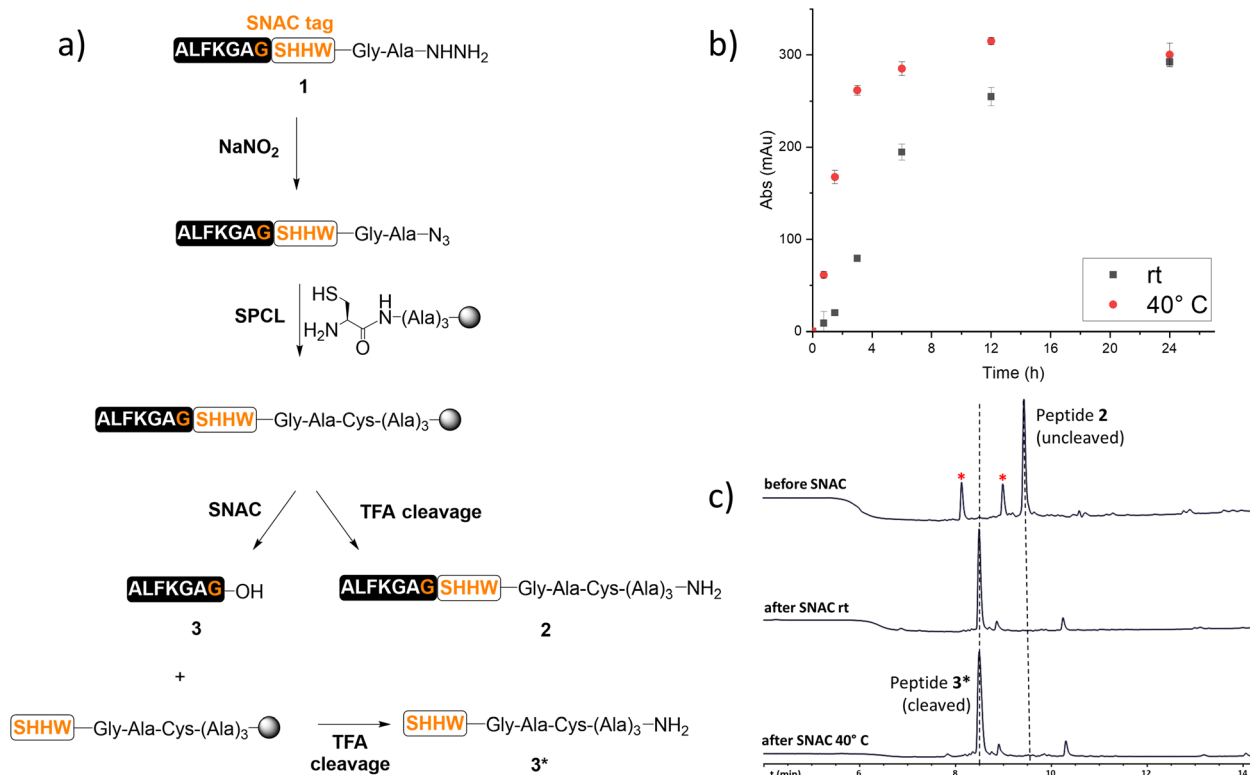 a)
SNAC tag
ALFKGAG SHHW Gly-Ala-NHNH₂
1
NaNO₂
ALFKGAG SHHW Gly-Ala-N₃
SPCL
HS
H₂N
O
H
N
(Ala)₃
ALFKGAG SHHW Gly-Ala-Cys-(Ala)₃
SNAC
TFA cleavage
ALFKGAG OH
3
ALFKGAG SHHW Gly-Ala-Cys-(Ala)₃-NH₂
2
+
SHHW Gly-Ala-Cys-(Ala)₃
TFA
cleavage
SHHW Gly-Ala-Cys-(Ala)₃-NH₂
3*
b)
Abs (mAu)
300
200
100
0
0 4 8 12 16 20 24
Time (h)
rt
40° C
c)
Peptide 2
(uncleaved)
* *
before SNAC
after SNAC rt
Peptide 3*
(cleaved)
after SNAC 40° C
t (min) 6 8 10 12 14